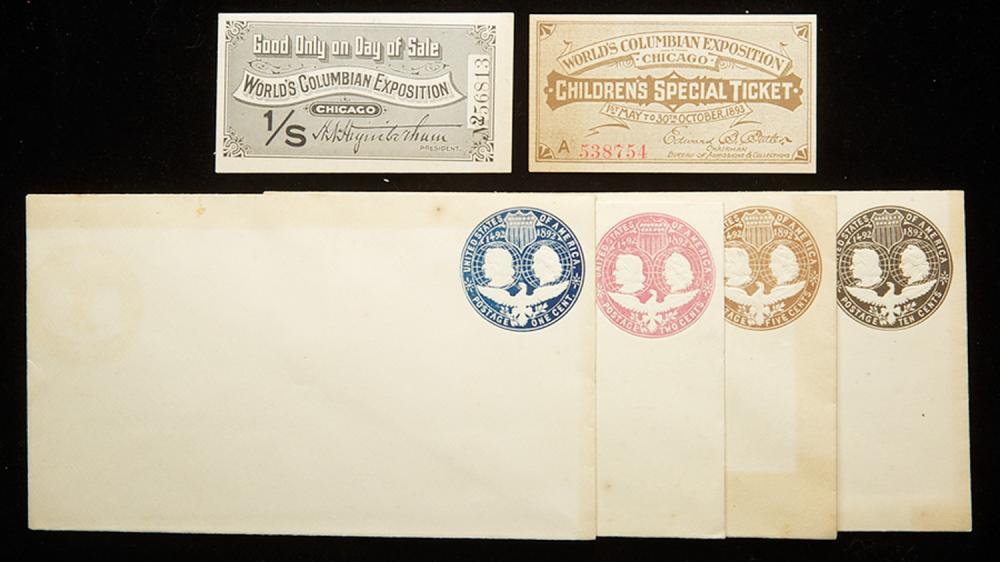 Good Only on Day of Sale
WORLD'S COLUMBIAN EXPOSITION
CHICAGO
1/S
H.N. Higinbotham
PRESIDENT.
256813
WORLD'S COLUMBIAN EXPOSITION
CHICAGO
CHILDREN'S SPECIAL TICKET
1ST MAY TO 30TH OCTOBER, 1893
A 538754
Edward B. Butler
CHAIRMAN
BUREAU OF ADMISSIONS & COLLECTIONS
UNITED STATES OF AMERICA
1492 1892
POSTAGE ONE CENT.
UNITED STATES OF AMERICA
1492 1892
POSTAGE TWO CENTS
UNITED STATES OF AMERICA
1492 1892
POSTAGE FIVE CENTS
UNITED STATES OF AMERICA
1492 1892
POSTAGE TEN CENTS